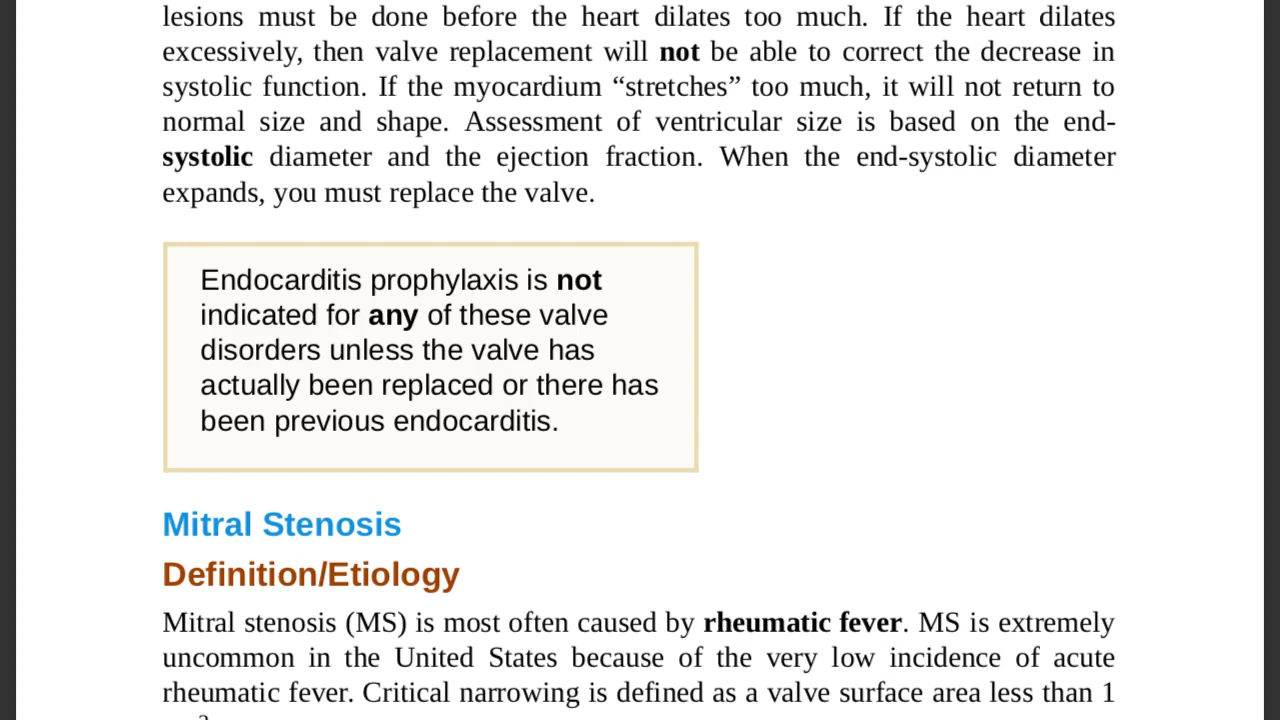 lesions must be done before the heart dilates too much. If the heart dilates
excessively, then valve replacement will not be able to correct the decrease in
systolic function. If the myocardium “stretches” too much, it will not return to
normal size and shape. Assessment of ventricular size is based on the end-
systolic diameter and the ejection fraction. When the end-systolic diameter
expands, you must replace the valve.
Endocarditis prophylaxis is not
indicated for any of these valve
disorders unless the valve has
actually been replaced or there has
been previous endocarditis.
Mitral Stenosis
Definition/Etiology
Mitral stenosis (MS) is most often caused by rheumatic fever. MS is extremely
uncommon in the United States because of the very low incidence of acute
rheumatic fever. Critical narrowing is defined as a valve surface area less than 1